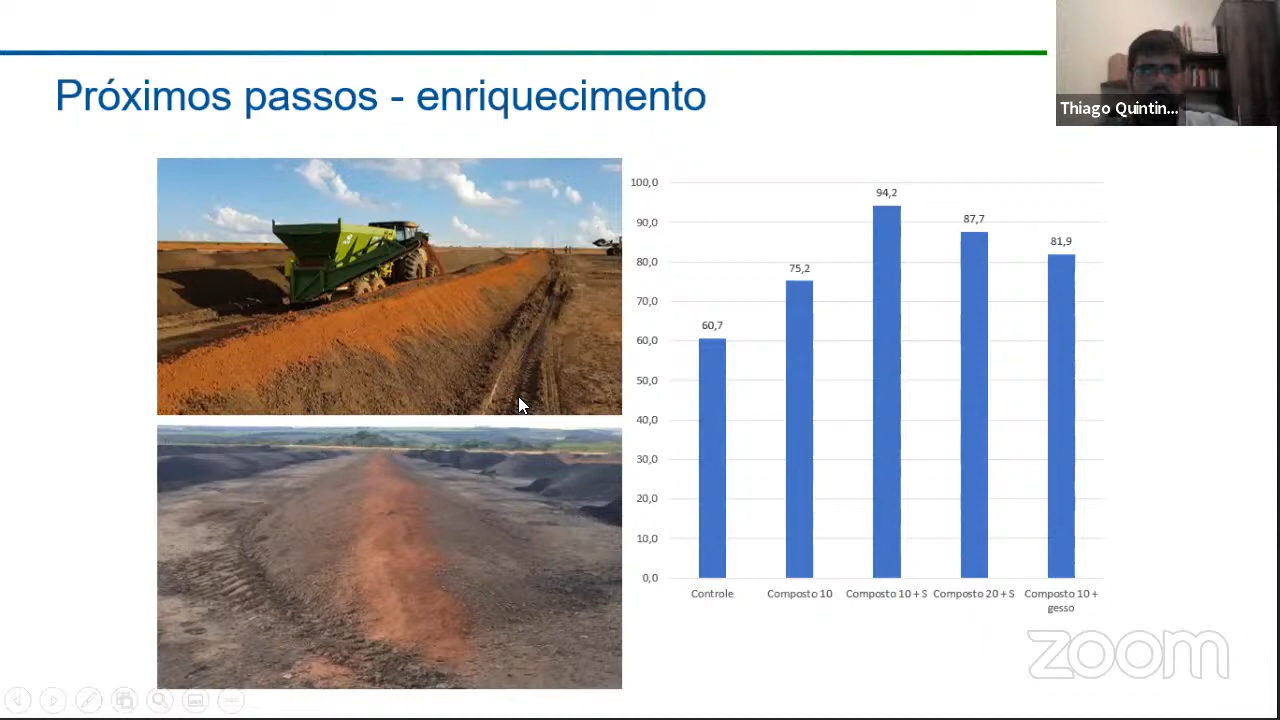 Próximos passos - enriquecimento
Thiago Quintin...
100,0
90,0
80,0
70,0
60,0
50,0
40,0
30,0
20,0
10,0
0,0
60,7
75,2
94,2
87,7
81,9
Controle
Composto 10
Composto 10 + S
Composto 20 + S
Composto 10 +
gesso
zoom